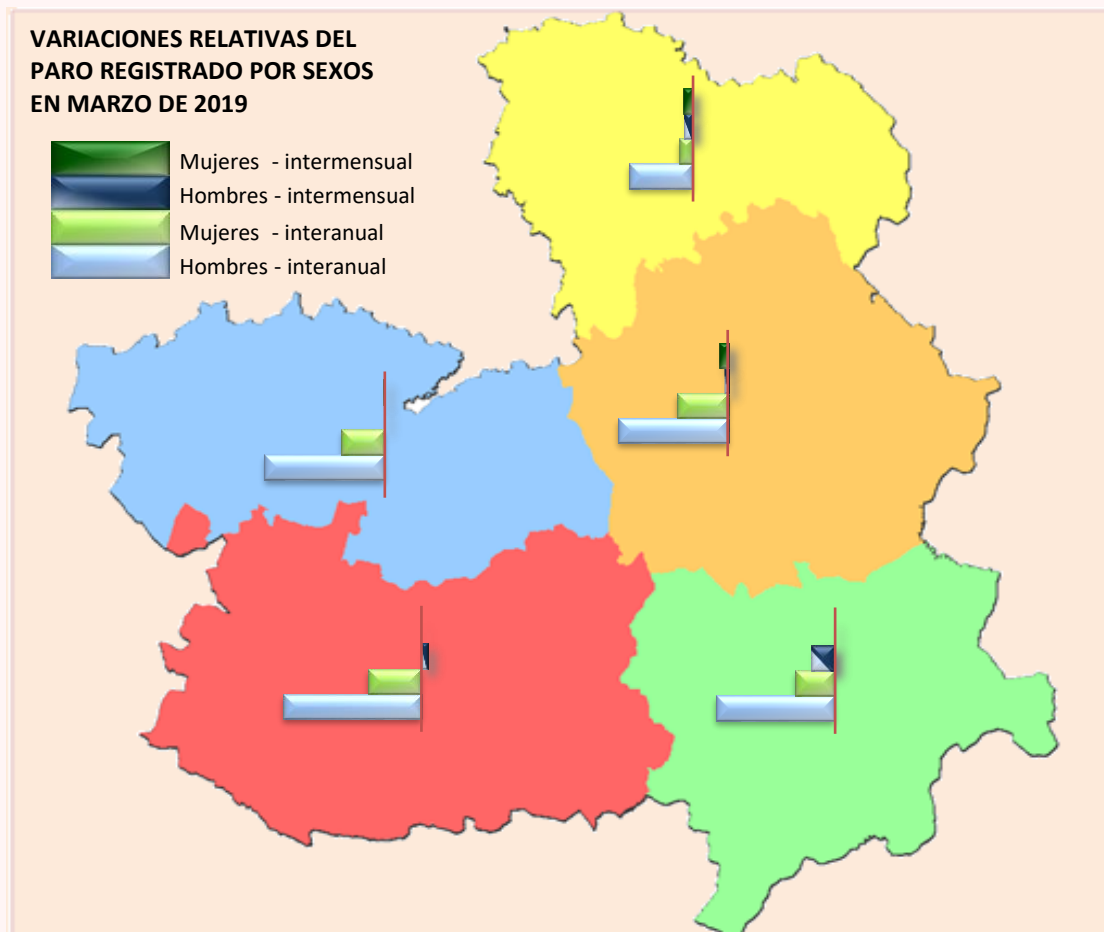 VARIACIONES RELATIVAS DEL
PARO REGISTRADO POR SEXOS
EN MARZO DE 2019
Mujeres - intermensual
Hombres - intermensual
Mujeres - interanual
Hombres - interanual